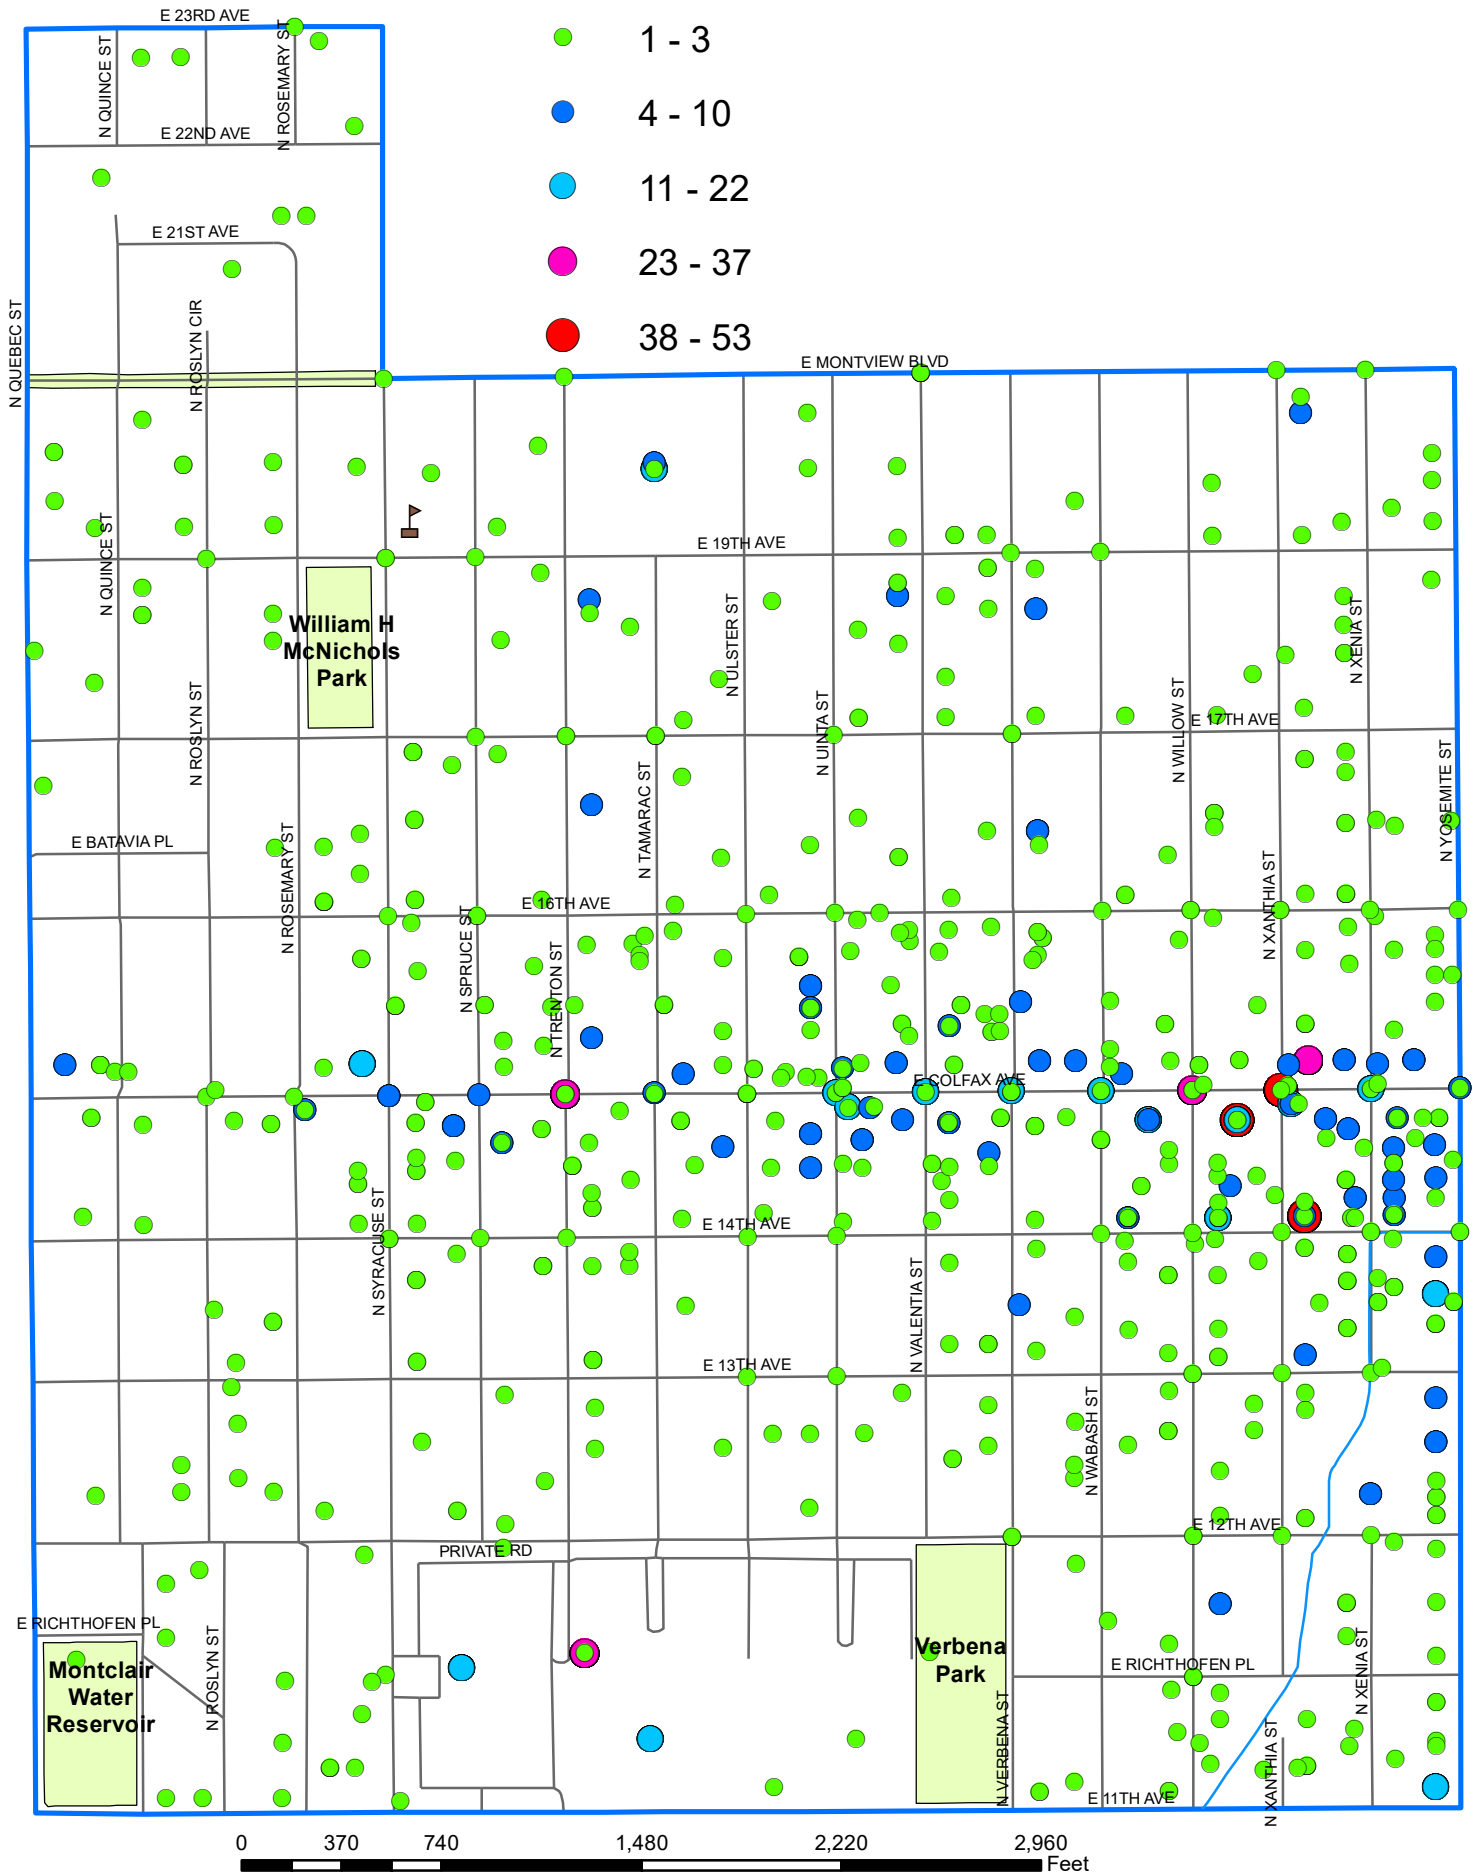 E 23RD AVE
1 - 3
N QUINCE ST
N ROSEMARY ST
4 - 10
E 22ND AVE
11 - 22
E 21ST AVE
23 - 37
N QUEBEC ST
N ROSLYN CIR
38 - 53
E MONTVIEW BLVD
N QUINCE ST
E 19TH AVE
William H
McNichols
Park
N ULSTER ST
N XENIA ST
N ROSLYN ST
N UINTA ST
N WILLOW ST
E 17TH AVE
E BATAVIA PL
N ROSEMARY ST
N TAMARAC ST
N XANTHIA ST
N YOSEMITE ST
E 16TH AVE
N SPRUCE ST
N TRENTON ST
E COLFAX AVE
N SYRACUSE ST
E 14TH AVE
N VALENTIA ST
E 13TH AVE
N WABASH ST
E 12TH AVE
PRIVATE RD
E RICHTHOFEN PL
N ROSLYN ST
Montclair
Water
Reservoir
Verbena
Park
E RICHTHOFEN PL
N XENIA ST
N VERBENA ST
N XANTHIA ST
E 11TH AVE
0 370 740 1,480 2,220 2,960
Feet